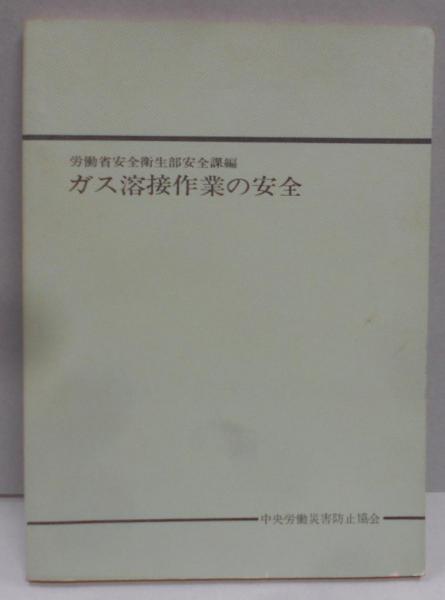 労働省安全衛生部安全課編
ガス溶接作業の安全
中央労働災害防止協会